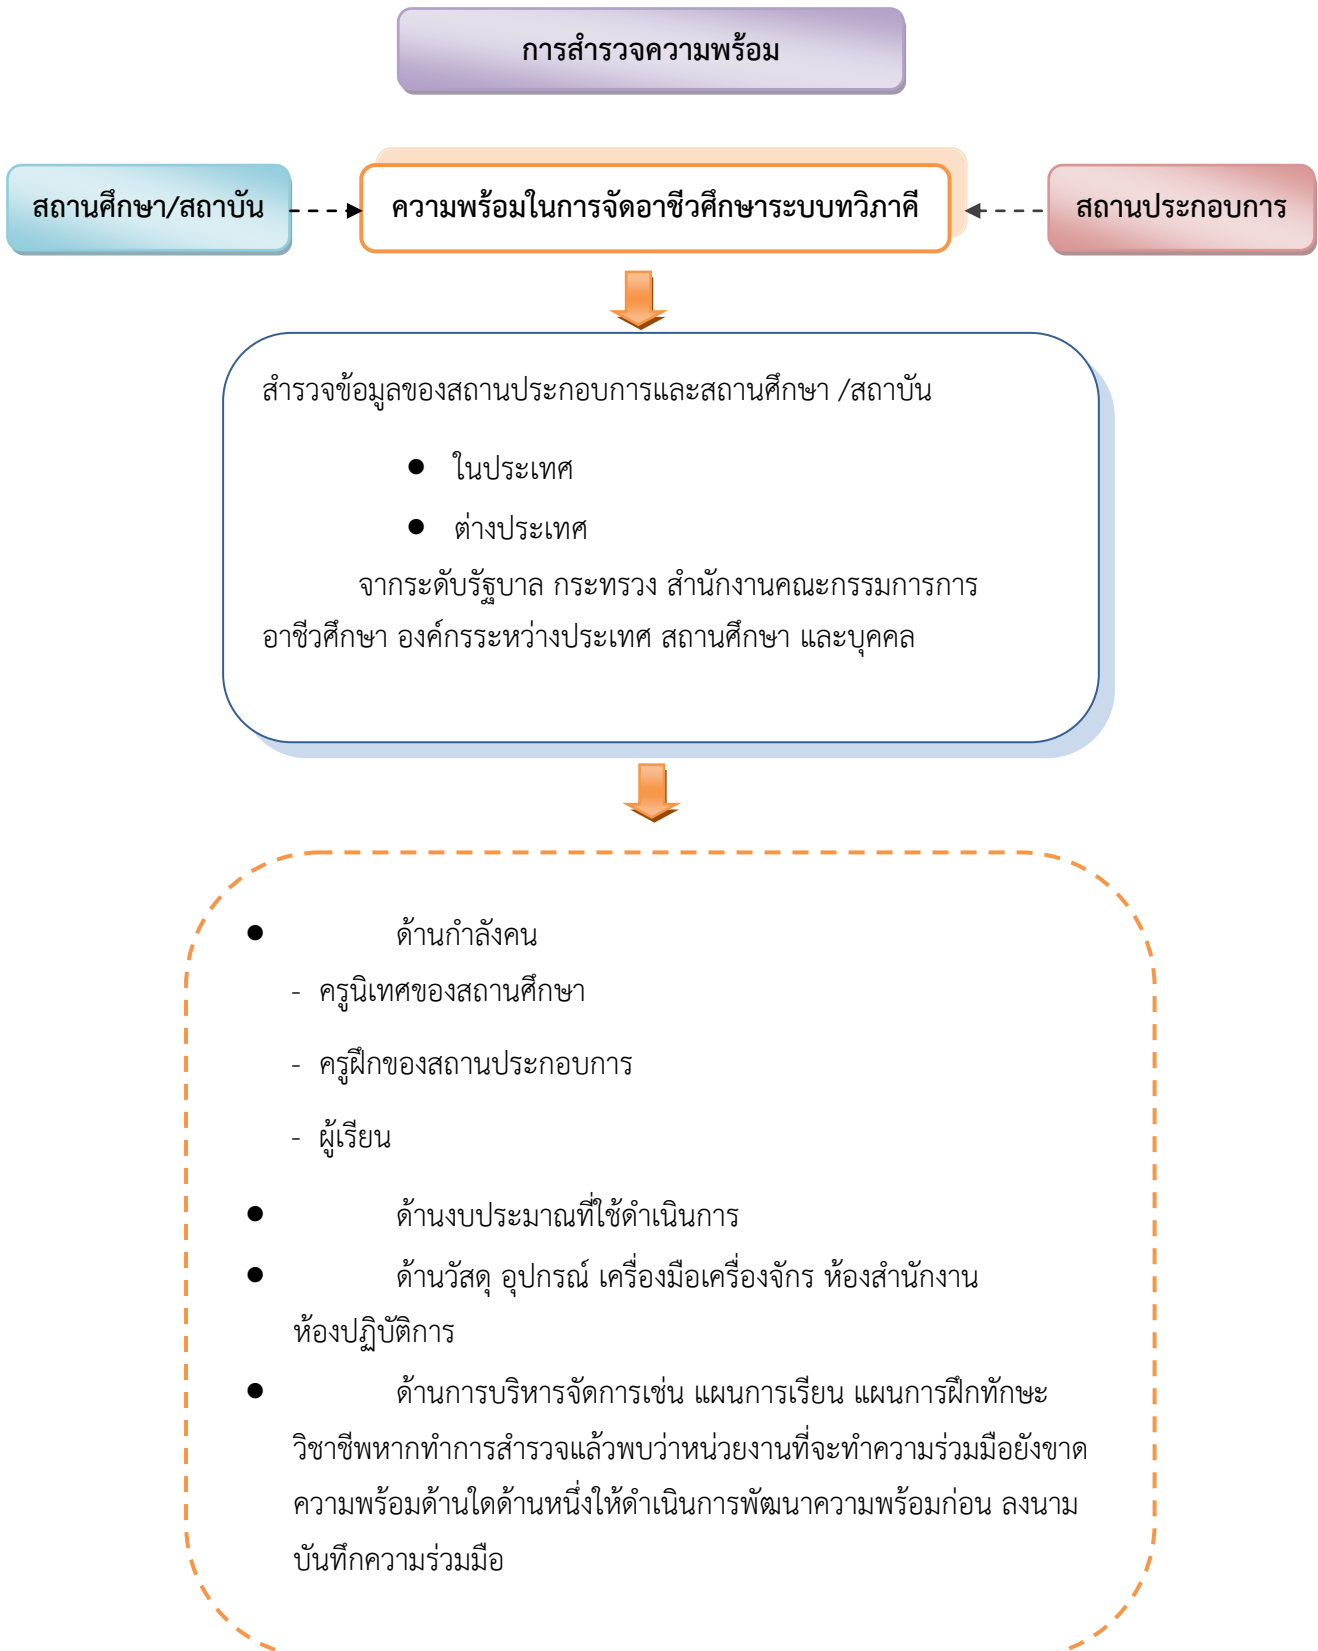 การสำรวจความพร้อม
สถานศึกษา/สถาบัน
ความพร้อมในการจัดอาชีวศึกษาระบบทวิภาคี
สถานประกอบการ
สำรวจข้อมูลของสถานประกอบการและสถานศึกษา /สถาบัน
● ในประเทศ
● ต่างประเทศ
จากระดับรัฐบาล กระทรวง สำนักงานคณะกรรมการการ
อาชีวศึกษา องค์กรระหว่างประเทศ สถานศึกษา และบุคคล
● ด้านกำลังคน
- ครูนิเทศของสถานศึกษา
- ครูฝึกของสถานประกอบการ
- ผู้เรียน
● ด้านงบประมาณที่ใช้ดำเนินการ
● ด้านวัสดุ อุปกรณ์ เครื่องมือเครื่องจักร ห้องสำนักงาน
ห้องปฏิบัติการ
● ด้านการบริหารจัดการเช่น แผนการเรียน แผนการฝึกทักษะ
วิชาชีพหากทำการสำรวจแล้วพบว่าหน่วยงานที่จะทำความร่วมมือยังขาด
ความพร้อมด้านใดด้านหนึ่งให้ดำเนินการพัฒนาความพร้อมก่อน ลงนาม
บันทึกความร่วมมือ